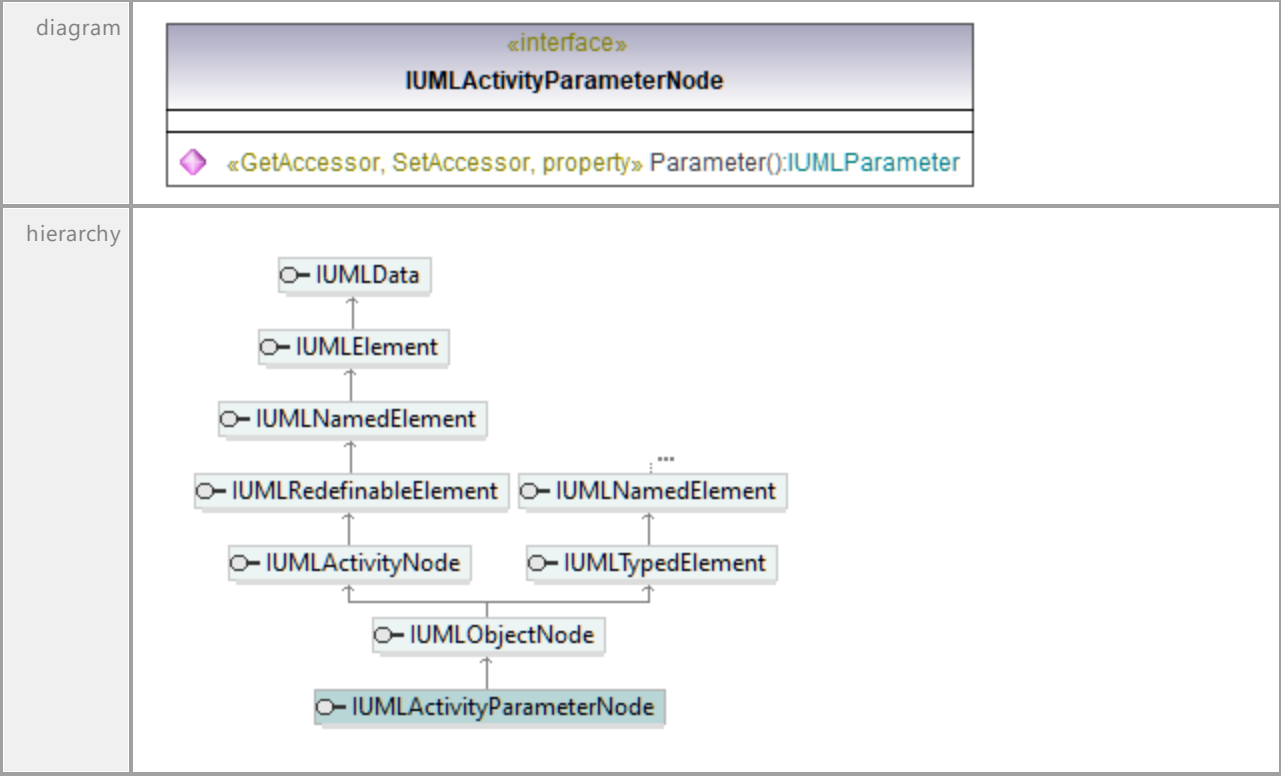 diagram
«interface»
IUMLActivityParameterNode
«GetAccessor, SetAccessor, property» Parameter():IUMLParameter
hierarchy
IUMLData
IUMLElement
IUMLNamedElement
...
IUMLRedefinableElement IUMLNamedElement
IUMLActivityNode IUMLTypedElement
IUMLObjectNode
IUMLActivityParameterNode